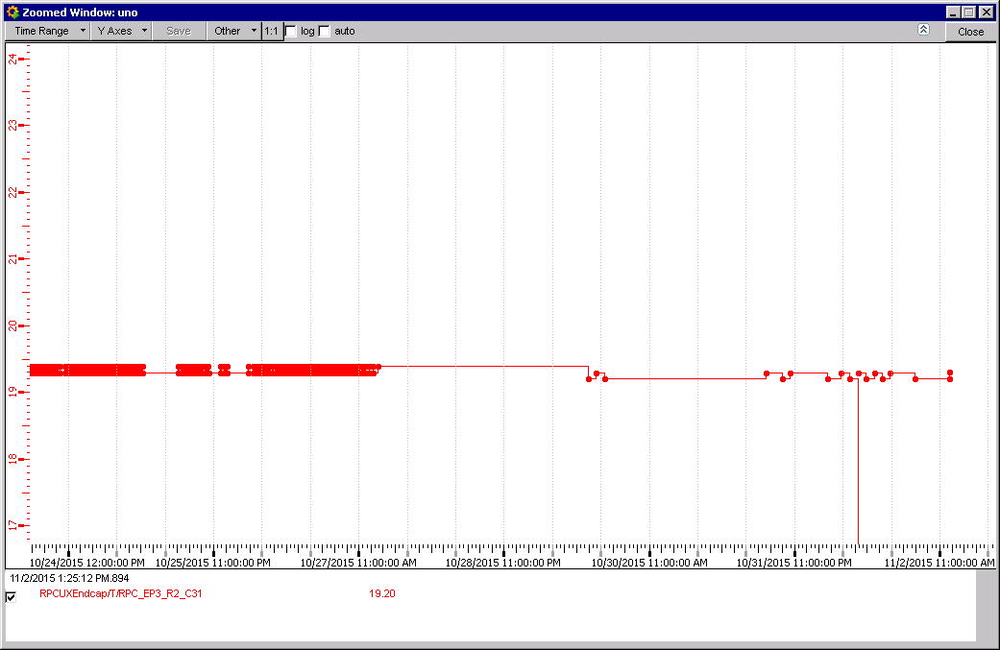 Zoomed Window: uno
Time Range Y Axes Save Other 1:1 log auto Close
24
23
22
21
20
19
18
17
10/24/2015 12:00:00 PM 10/25/2015 11:00:00 PM 10/27/2015 11:00:00 AM 10/28/2015 11:00:00 PM 10/30/2015 11:00:00 AM 10/31/2015 11:00:00 PM 11/2/2015 11:00:00 AM
11/2/2015 1:25:12 PM.894
RPCUXEndcap/T/RPC_EP3_R2_C31 19.20